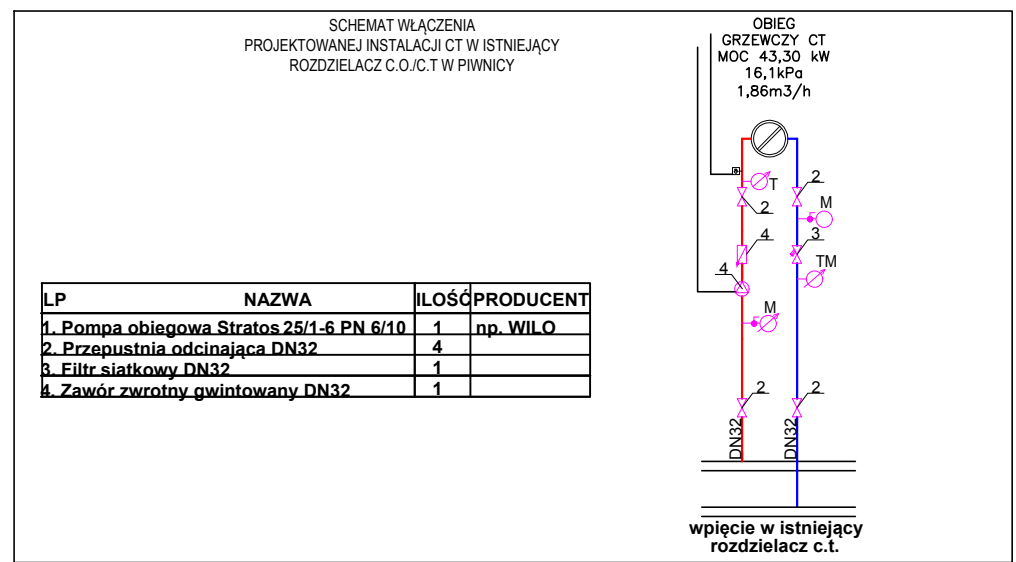 SCHEMAT WŁĄCZENIA
PROJEKTOWANEJ INSTALACJI CT W ISTNIEJĄCY
ROZDZIELACZ C.O./C.T W PIWNICY
OBIEG
GRZEWCZY CT
MOC 43,30 kW
16,1kPa
1,86m3/h
T
2
2
M
4
3
4
TM
M
2
2
DN32
DN32
wpięcie w istniejący
rozdzielacz c.t.
LP NAZWA ILOŚĆ PRODUCENT
1. Pompa obiegowa Stratos 25/1-6 PN 6/10 1 np. WILO
2. Przepustnia odcinająca DN32 4
3. Filtr siatkowy DN32 1
4. Zawór zwrotny gwintowany DN32 1